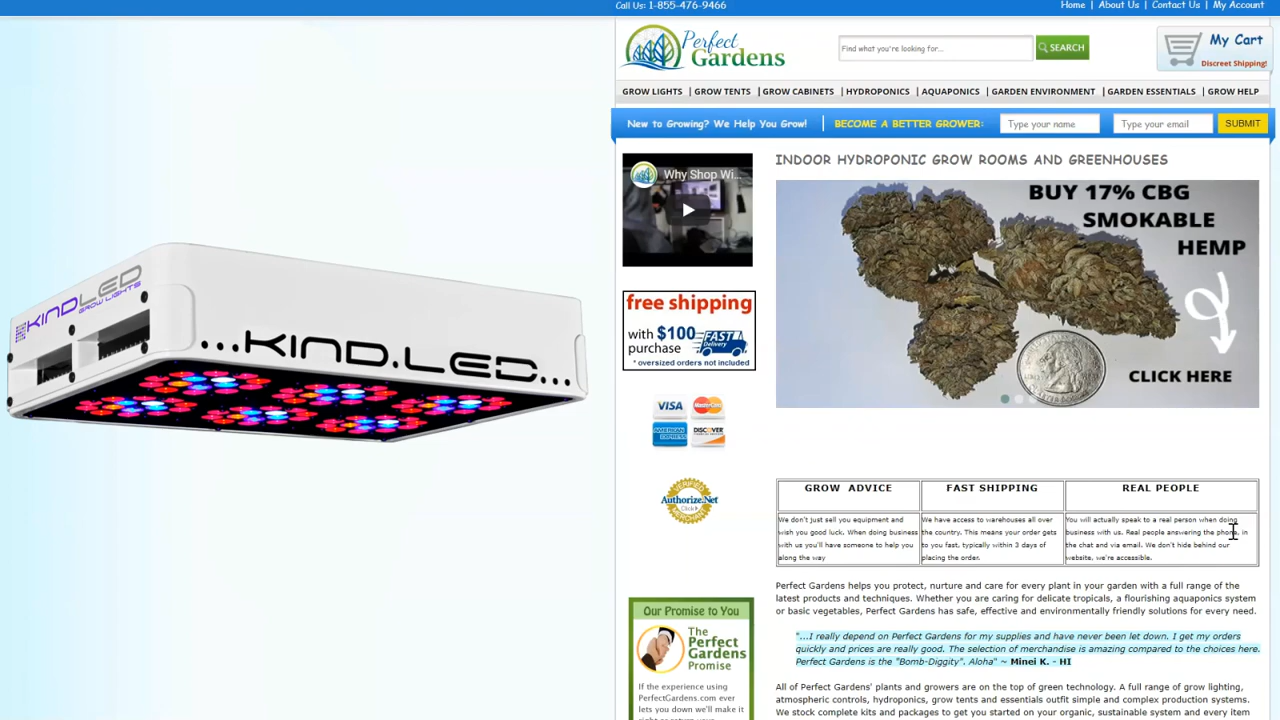 Call Us: 1-855-476-9466
Home | About Us | Contact Us | My Account
Perfect
Gardens
Find what you're looking for...
SEARCH
My Cart
Discreet Shipping!
GROW LIGHTS | GROW TENTS | GROW CABINETS | HYDROPONICS | AQUAPONICS | GARDEN ENVIRONMENT | GARDEN ESSENTIALS | GROW HELP
New to Growing? We Help You Grow! | BECOME A BETTER GROWER: Type your name Type your email SUBMIT
Why Shop Wi...
INDOOR HYDROPONIC GROW ROOMS AND GREENHOUSES
BUY 17% CBG
SMOKABLE
HEMP
CLICK HERE
KINDLED
GROW LIGHTS
...KIND.LED...
free shipping
with $100
purchase
FAST
Delivery
* oversized orders not included
VISA MasterCard
AMERICAN EXPRESS DISCOVER
Authorize.Net
Click
GROW ADVICE
We don't just sell you equipment and
wish you good luck. When doing business
with us you'll have someone to help you
along the way
FAST SHIPPING
We have access to warehouses all over
the country. This means your order gets
to you fast, typically within 3 days of
placing the order.
REAL PEOPLE
You will actually speak to a real person when doing
business with us. Real people answering the phone, in
the chat and via email. We don't hide behind our
website, we're accessible.
Perfect Gardens helps you protect, nurture and care for every plant in your garden with a full range of the
latest products and techniques. Whether you are caring for delicate tropicals, a flourishing aquaponics system
or basic vegetables, Perfect Gardens has safe, effective and environmentally friendly solutions for every need.
"...I really depend on Perfect Gardens for my supplies and have never been let down. I get my orders
quickly and prices are really good. The selection of merchandise is amazing compared to the choices here.
Perfect Gardens is the "Bomb-Diggity". Aloha" ~ Minei K. - HI
All of Perfect Gardens' plants and growers are on the top of green technology. A full range of grow lighting,
atmospheric controls, hydroponics, grow tents and essentials outfit simple and complex production systems.
We stock complete kits and packages to get you started on your organic, sustainable system and every item
Our Promise to You
The
Perfect
Gardens
Promise
If the experience using
PerfectGardens.com ever
lets you down we'll make it